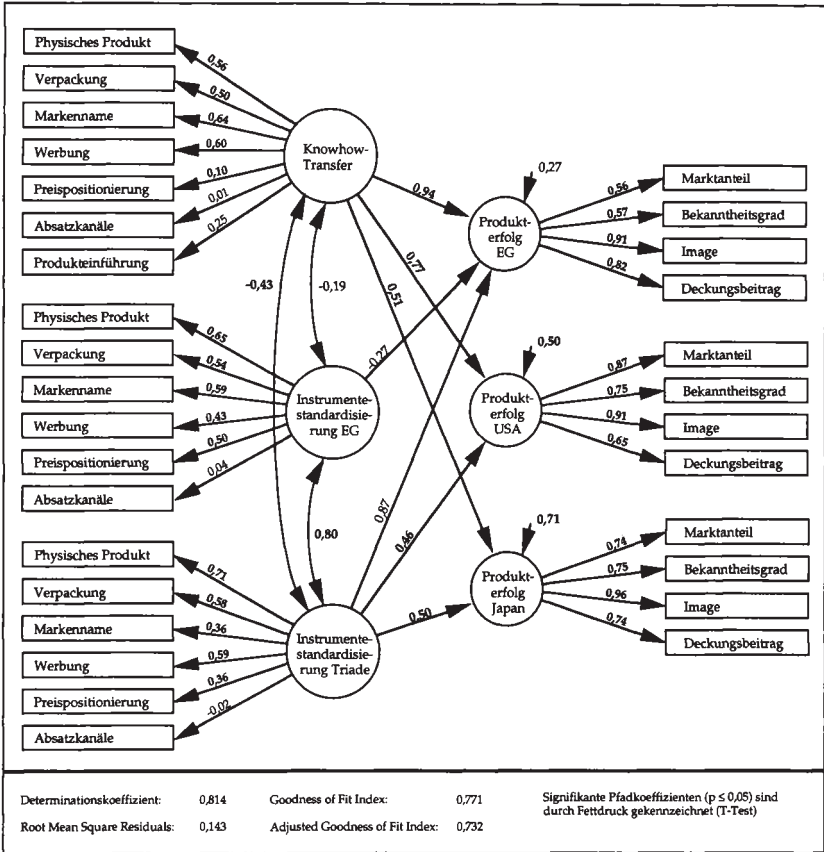 Physisches Produkt
0,56
Verpackung
0,50
Markenname
0,64
Werbung
0,60
Preispositionierung
0,10
Absatzkanäle
0,01
Produkteinführung
0,25
Knowhow-
Transfer
0,94
0,77
0,51
-0,43
-0,19
Physisches Produkt
0,65
Verpackung
0,54
Markenname
0,59
Werbung
0,43
Preispositionierung
0,50
Absatzkanäle
0,04
Instrumente-
standardisie-
rung EG
-0,27
0,80
Physisches Produkt
0,71
Verpackung
0,58
Markenname
0,36
Werbung
0,59
Preispositionierung
0,36
Absatzkanäle
-0,02
Instrumente-
standardisie-
rung Triade
0,87
0,46
0,50
0,27
Produkt-
erfolg
EG
0,56
Marktanteil
0,57
Bekanntheitsgrad
0,91
Image
0,82
Deckungsbeitrag
0,50
Produkt-
erfolg
USA
0,87
Marktanteil
0,75
Bekanntheitsgrad
0,91
Image
0,65
Deckungsbeitrag
0,71
Produkt-
erfolg
Japan
0,74
Marktanteil
0,75
Bekanntheitsgrad
0,96
Image
0,74
Deckungsbeitrag
Determinationskoeffizient: 0,814 Goodness of Fit Index: 0,771
Root Mean Square Residuals: 0,143 Adjusted Goodness of Fit Index: 0,732
Signifikante Pfadkoeffizienten (p ≤ 0,05) sind
durch Fettdruck gekennzeichnet (T-Test)